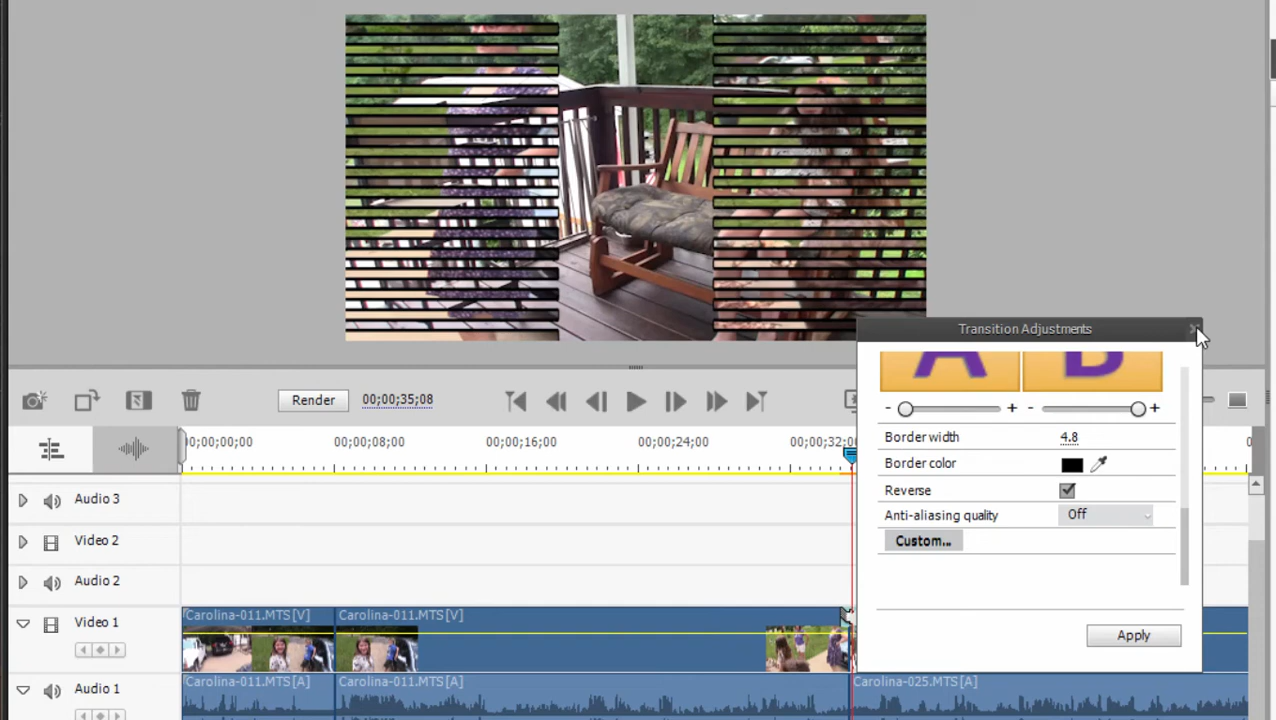 Transition Adjustments
A B
- + - +
Border width 4.8
Border color
Reverse
Anti-aliasing quality Off
Custom...
Apply
Render 00;00;35;08
;00;00;00 00;00;08;00 00;00;16;00 00;00;24;00 00;00;32;0
Audio 3
Video 2
Audio 2
Video 1 Carolina-011.MTS[V] Carolina-011.MTS[V]
Audio 1 Carolina-011.MTS[A] Carolina-011.MTS[A] Carolina-025.MTS[A]